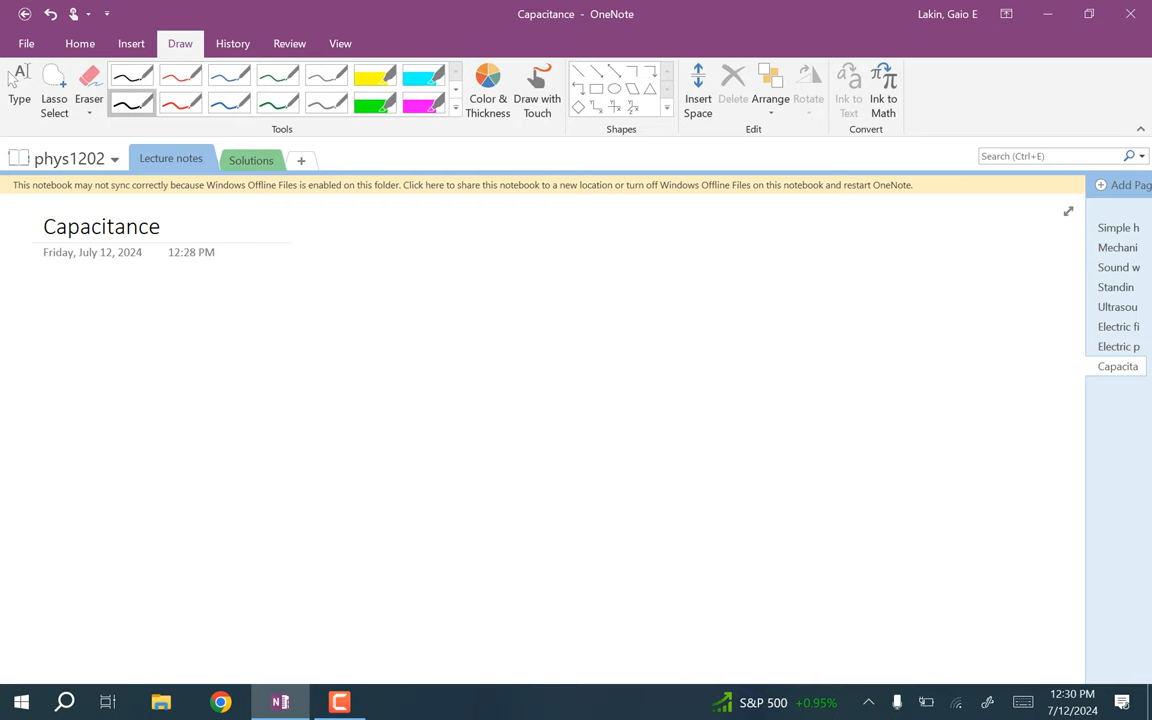 Capacitance - OneNote
Lakin, Gaio E
File Home Insert Draw History Review View
Type
Lasso Select
Eraser
Color & Thickness
Draw with Touch
Insert Space
Delete
Arrange
Rotate
Ink to Text
Ink to Math
Tools
Shapes
Edit
Convert
phys1202
Lecture notes
Solutions
Search (Ctrl+E)
This notebook may not sync correctly because Windows Offline Files is enabled on this folder. Click here to share this notebook to a new location or turn off Windows Offline Files on this notebook and restart OneNote.
Add Pag
Capacitance
Friday, July 12, 2024 12:28 PM
Simple h
Mechani
Sound w
Standin
Ultrasou
Electric fi
Electric p
Capacita
S&P 500 +0.95%
12:30 PM
7/12/2024